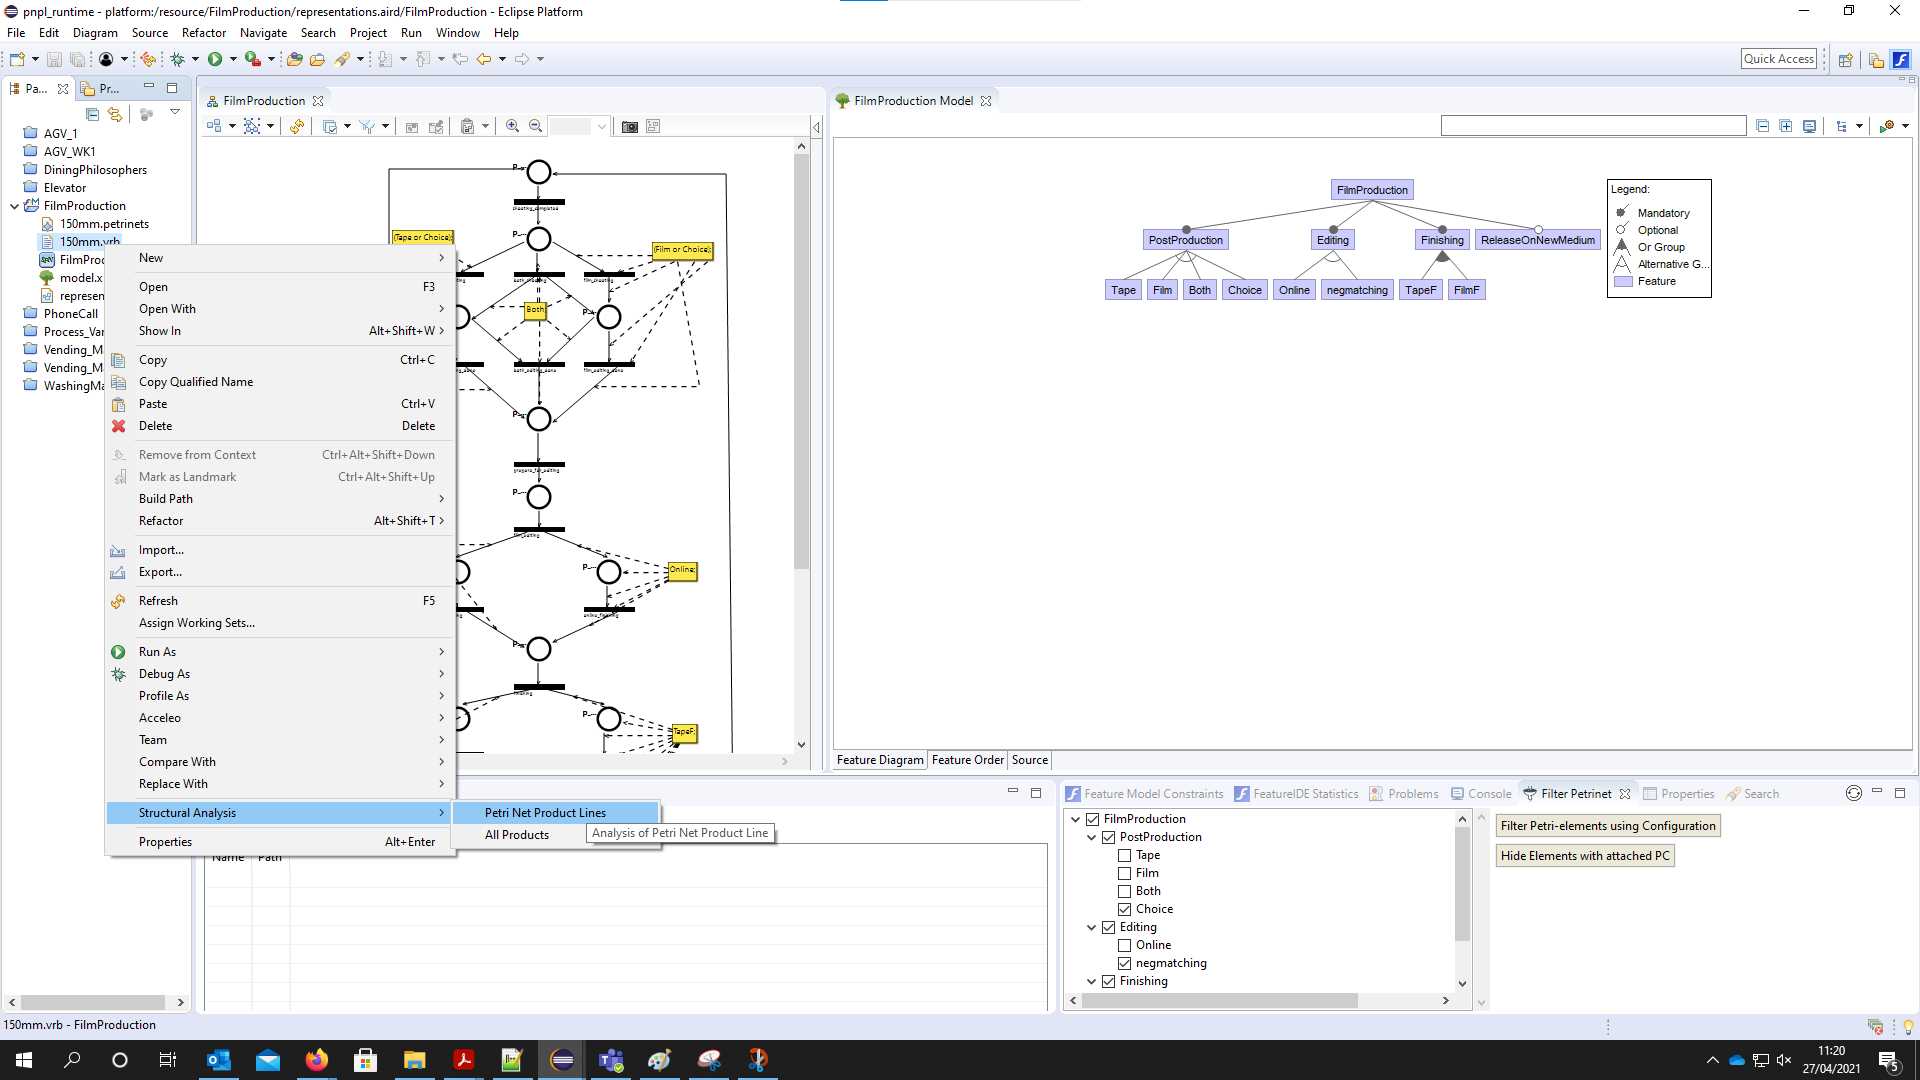 pnpl_runtime - platform:/resource/FilmProduction/representations.aird/FilmProduction - Eclipse Platform
File Edit Diagram Source Refactor Navigate Search Project Run Window Help
Quick Access
Pa...
Pr...
FilmProduction
FilmProduction Model
AGV_1
AGV_WK1
DiningPhilosophers
Elevator
FilmProduction
150mm.petrinets
150mm.vrb
FilmProd
model.x
represen
PhoneCall
Process_Var
Vending_M
Vending_M
WashingMa
New
Open F3
Open With
Show In Alt+Shift+W
Copy Ctrl+C
Copy Qualified Name
Paste Ctrl+V
Delete Delete
Remove from Context Ctrl+Alt+Shift+Down
Mark as Landmark Ctrl+Alt+Shift+Up
Build Path
Refactor Alt+Shift+T
Import...
Export...
Refresh F5
Assign Working Sets...
Run As
Debug As
Profile As
Acceleo
Team
Compare With
Replace With
Structural Analysis
Properties Alt+Enter
Petri Net Product Lines
All Products
Analysis of Petri Net Product Line
Name Path
P...
shooting_completed
(Tape or Choice);
P...
(Film or Choice);
both_shooting
film_shooting
Both
P...
both_editing_done
film_editing_done
P...
prepare_for_editing
P...
film_editing
P...
Online;
online_finishing
P...
finishing
P...
TapeF;
FilmProduction
PostProduction Editing Finishing ReleaseOnNewMedium
Tape Film Both Choice Online negmatching TapeF FilmF
Legend:
Mandatory
Optional
Or Group
Alternative G...
Feature
Feature Diagram Feature Order Source
Feature Model Constraints FeatureIDE Statistics Problems Console Filter Petrinet Properties Search
FilmProduction
PostProduction
Tape
Film
Both
Choice
Editing
Online
negmatching
Finishing
Filter Petri-elements using Configuration
Hide Elements with attached PC
150mm.vrb - FilmProduction
11:20
27/04/2021
5